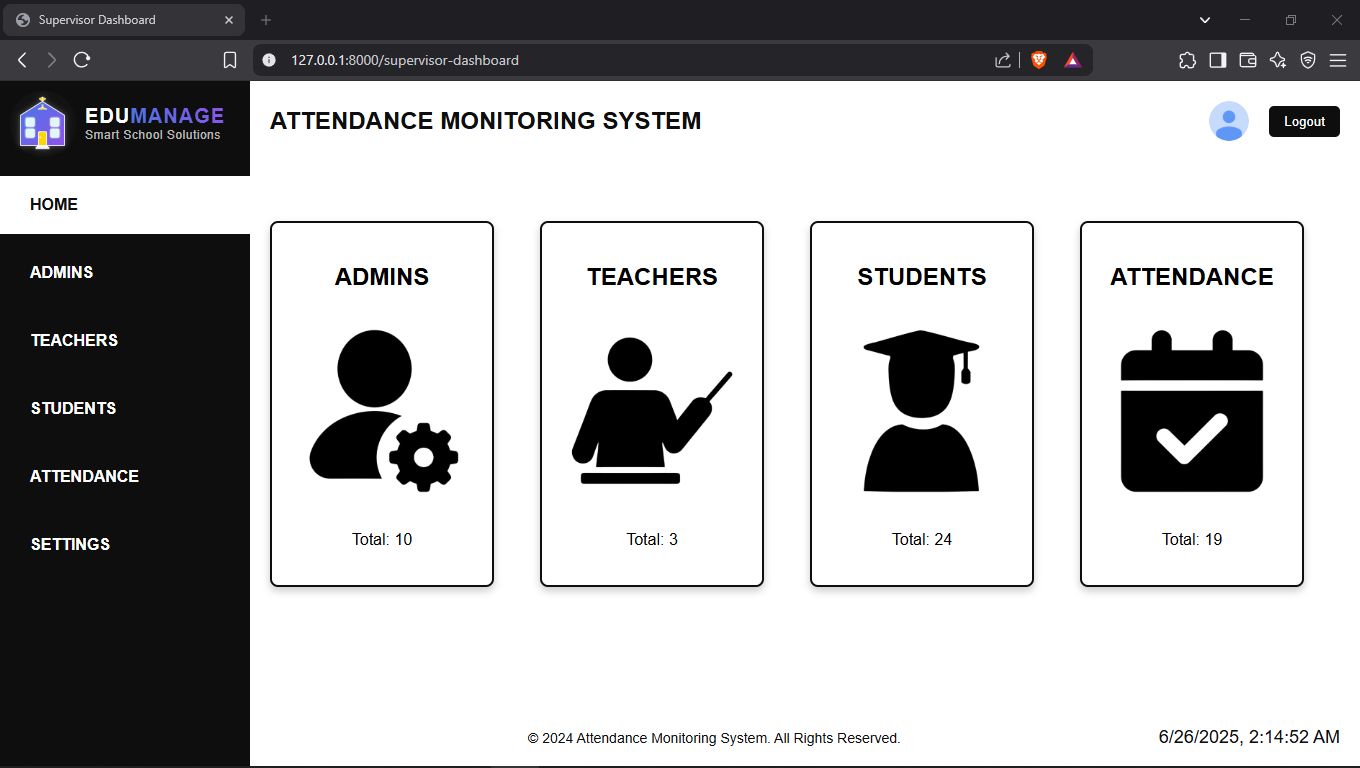 Supervisor Dashboard
127.0.0.1:8000/supervisor-dashboard
EDUMANAGE
Smart School Solutions
ATTENDANCE MONITORING SYSTEM
Logout
HOME
ADMINS
TEACHERS
STUDENTS
ATTENDANCE
SETTINGS
ADMINS
Total: 10
TEACHERS
Total: 3
STUDENTS
Total: 24
ATTENDANCE
Total: 19
© 2024 Attendance Monitoring System. All Rights Reserved.
6/26/2025, 2:14:52 AM